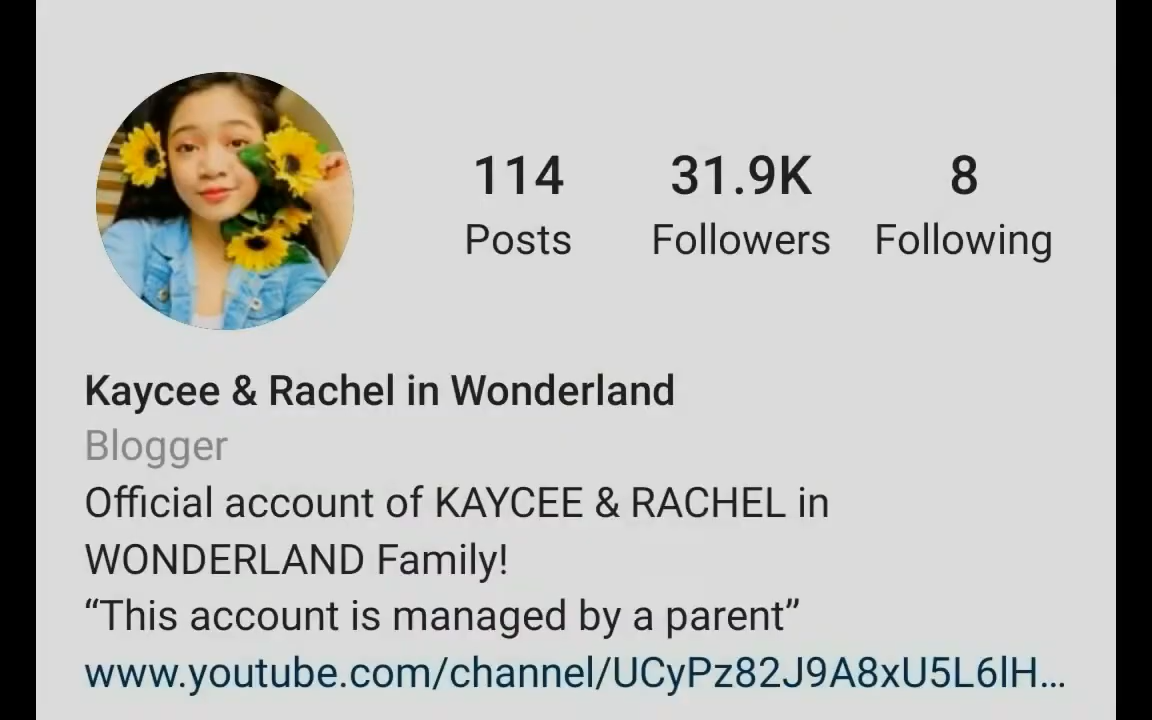 114 31.9K 8
Posts Followers Following
Kaycee & Rachel in Wonderland
Blogger
Official account of KAYCEE & RACHEL in
WONDERLAND Family!
“This account is managed by a parent”
www.youtube.com/channel/UCyPz82J9A8xU5L6lH...